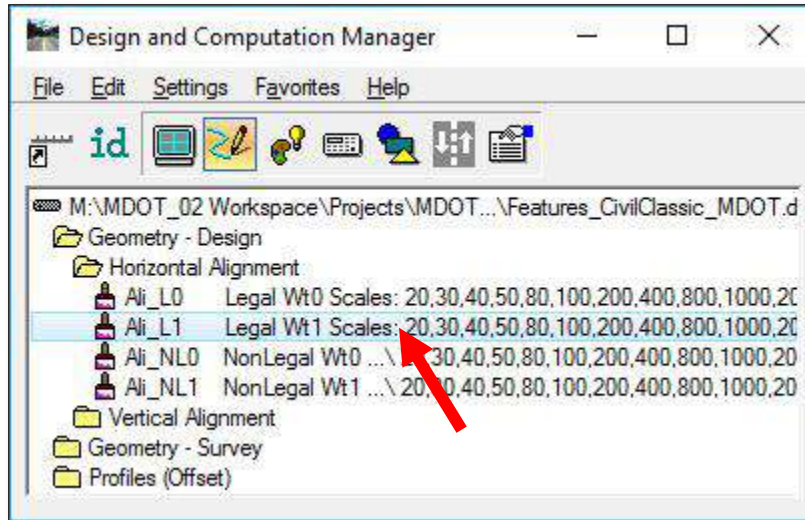 Design and Computation Manager
File Edit Settings Favorites Help
id
M:\MDOT_02 Workspace\Projects\MDOT...\Features_CivilClassic_MDOT.d
Geometry - Design
Horizontal Alignment
Ali_L0 Legal Wt0 Scales: 20,30,40,50,80,100,200,400,800,1000,20
Ali_L1 Legal Wt1 Scales: 20,30,40,50,80,100,200,400,800,1000,20
Ali_NL0 NonLegal Wt0 ...\ 30,40,50,80,100,200,400,800,1000,20
Ali_NL1 NonLegal Wt1 ...\ 20,30,40,50,80,100,200,400,800,1000,20
Vertical Alignment
Geometry - Survey
Profiles (Offset)